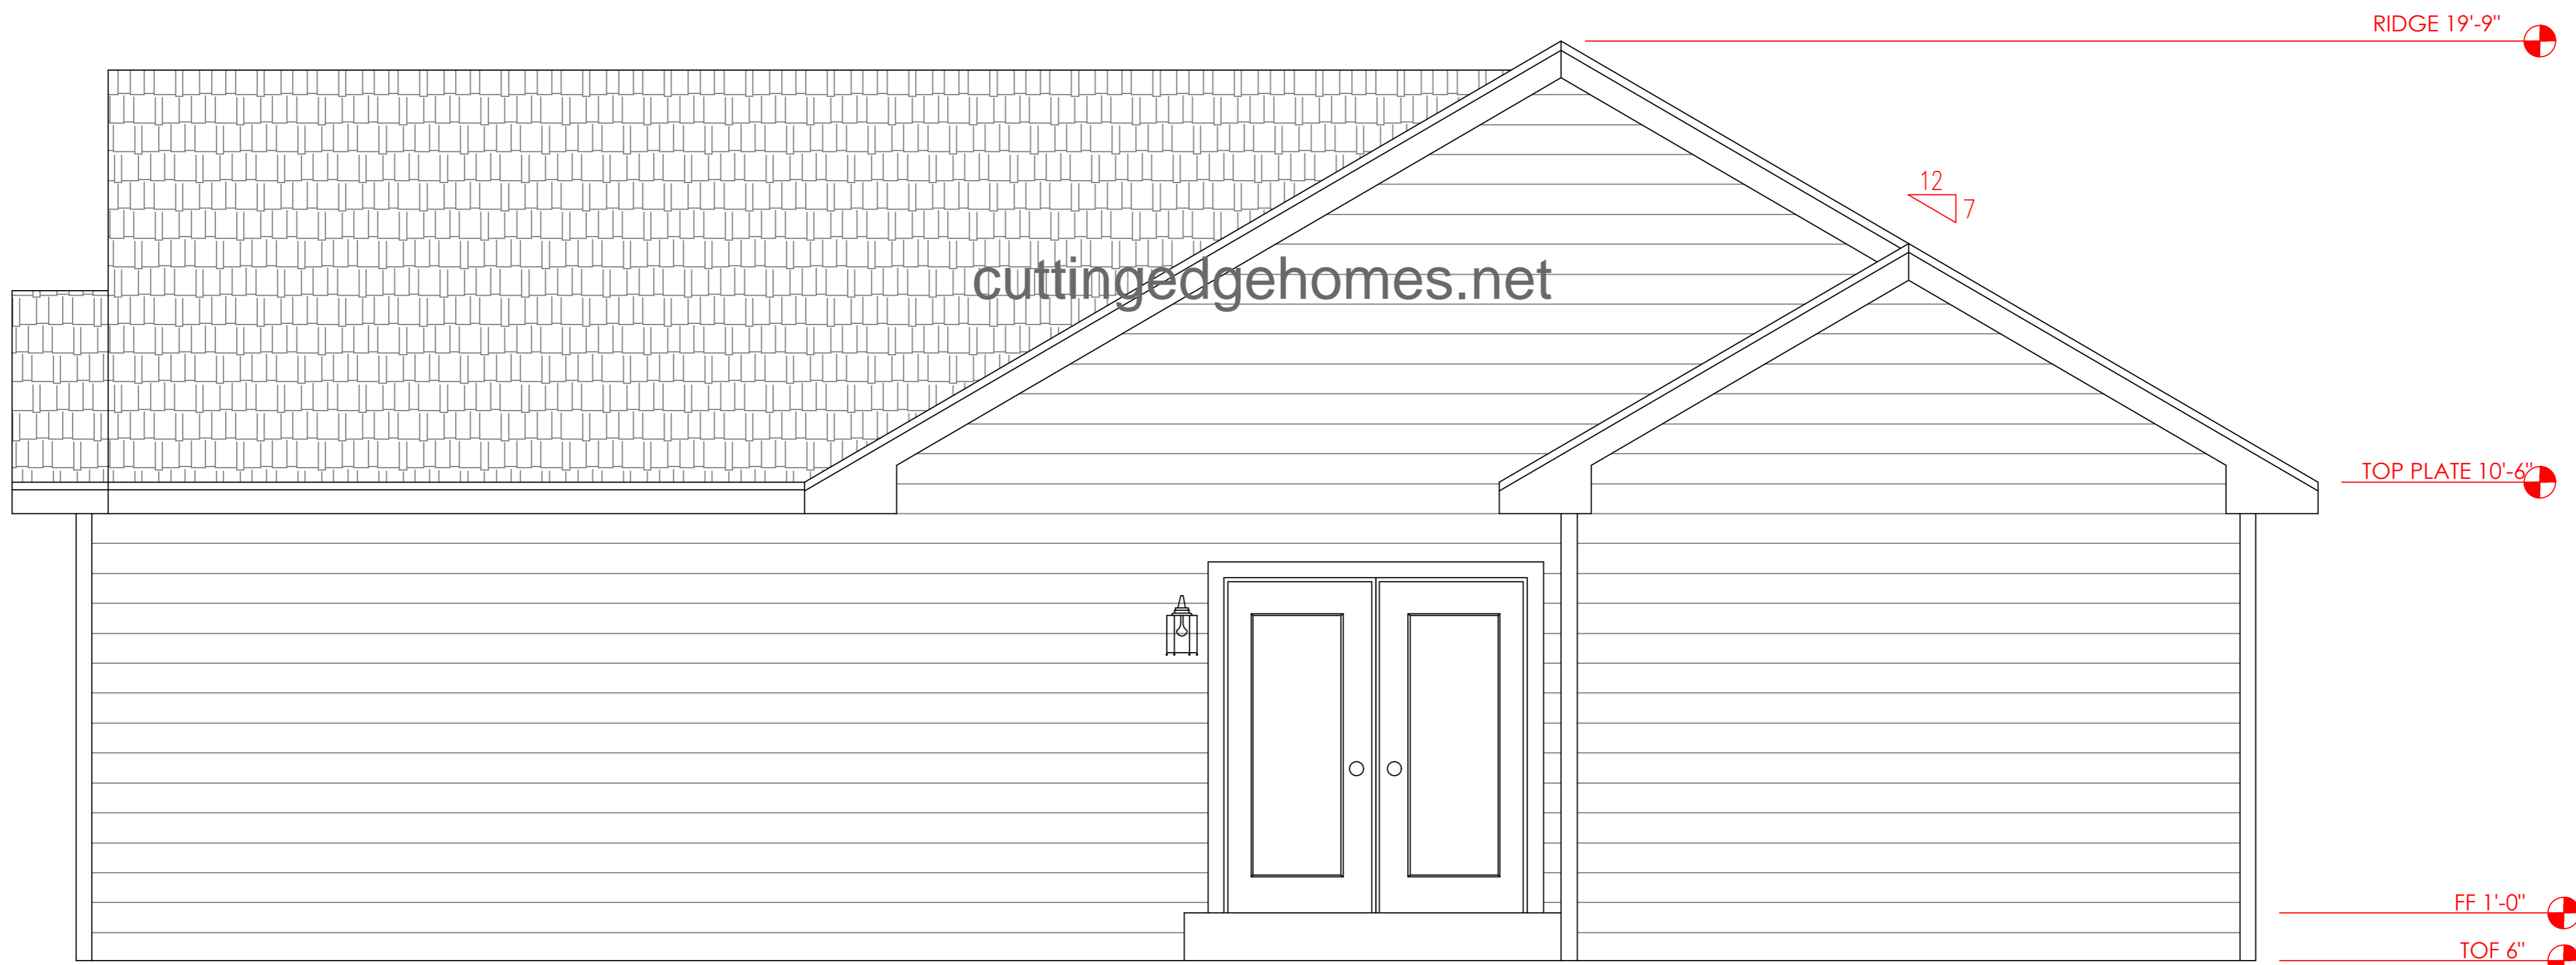 RIDGE 19'-9"
12
7
cuttingedgehomes.net
TOP PLATE 10'-6"
FF 1'-0"
TOF 6"